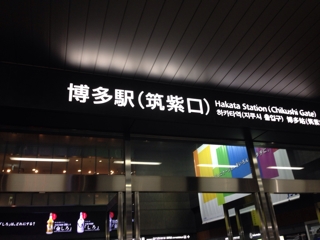 博多駅(筑紫口)
Hakata Station (Chikushi Gate)
하카타역(지쿠시 출입구) 博多站(筑紫